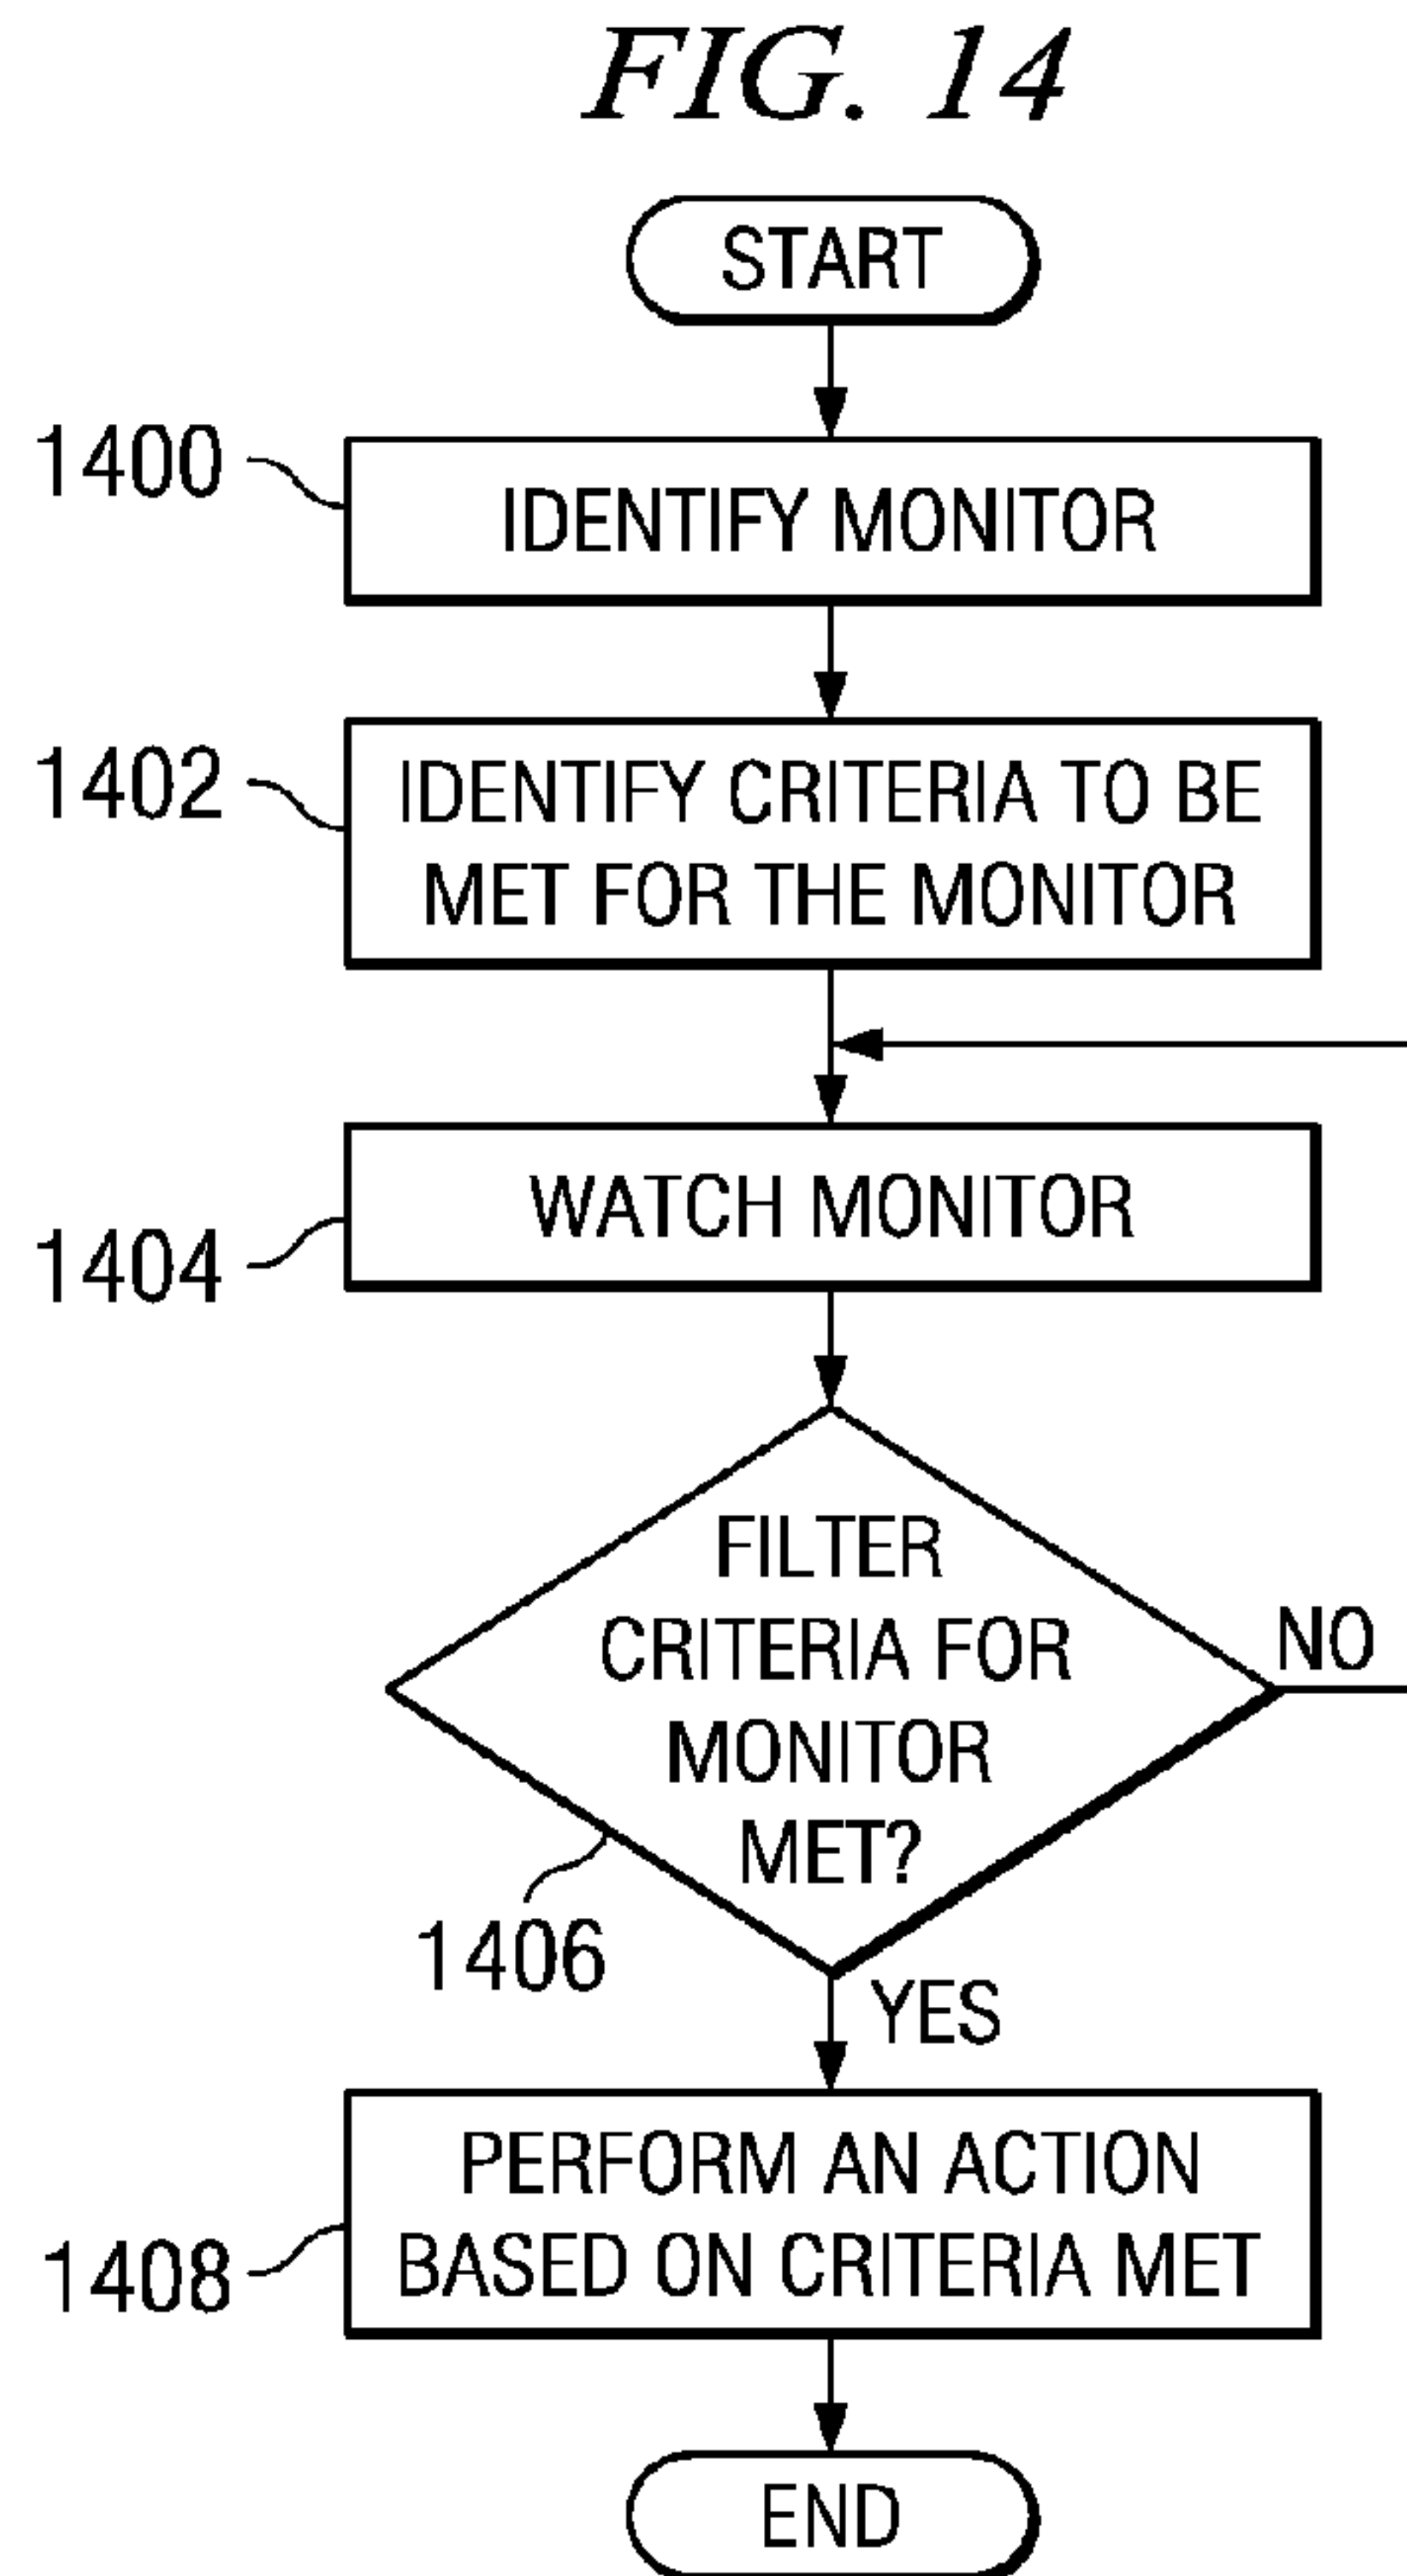 FIG. 14
START
1400
IDENTIFY MONITOR
1402
IDENTIFY CRITERIA TO BE
MET FOR THE MONITOR
WATCH MONITOR
1404
FILTER
CRITERIA FOR
MONITOR
MET?
NO
1406
YES
PERFORM AN ACTION
BASED ON CRITERIA MET
1408
END